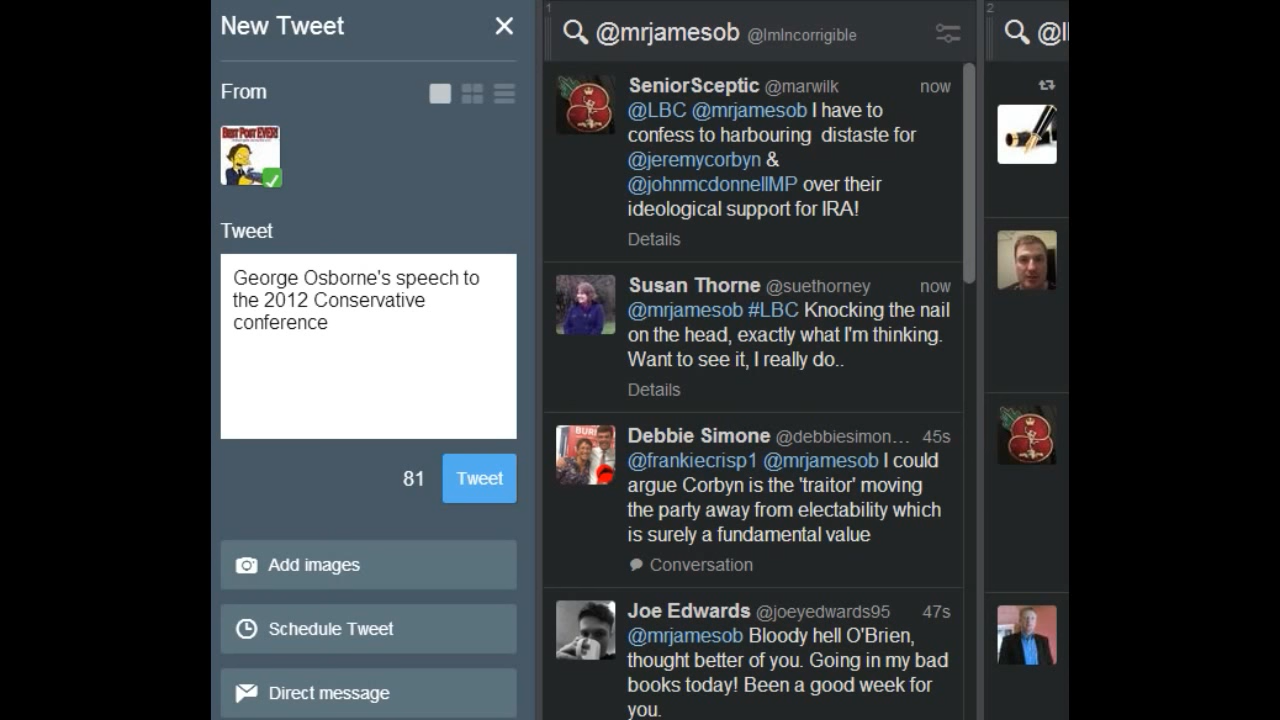 New Tweet
From
BEST POST EVER!
Tweet
George Osborne's speech to
the 2012 Conservative
conference
81 Tweet
Add images
Schedule Tweet
Direct message
1
@mrjamesob @ImIncorrigible
SeniorSceptic @marwilk now
@LBC @mrjamesob I have to
confess to harbouring distaste for
@jeremycorbyn &
@johnmcdonnellMP over their
ideological support for IRA!
Details
Susan Thorne @suethorney now
@mrjamesob #LBC Knocking the nail
on the head, exactly what I'm thinking.
Want to see it, I really do..
Details
Debbie Simone @debbiesimon... 45s
@frankiecrisp1 @mrjamesob I could
argue Corbyn is the 'traitor' moving
the party away from electability which
is surely a fundamental value
Conversation
Joe Edwards @joeyedwards95 47s
@mrjamesob Bloody hell O'Brien,
thought better of you. Going in my bad
books today! Been a good week for
you.
2